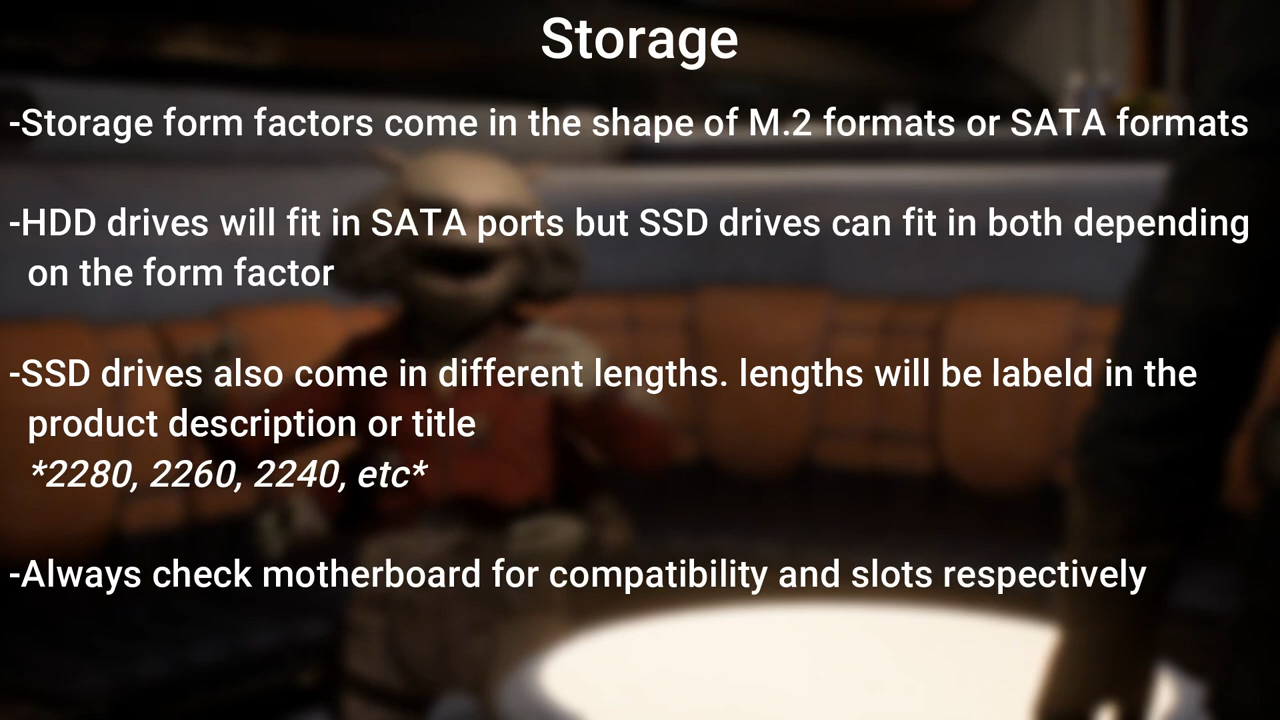 Storage
-Storage form factors come in the shape of M.2 formats or SATA formats
-HDD drives will fit in SATA ports but SSD drives can fit in both depending
on the form factor
-SSD drives also come in different lengths. lengths will be labeld in the
product description or title
*2280, 2260, 2240, etc*
-Always check motherboard for compatibility and slots respectively